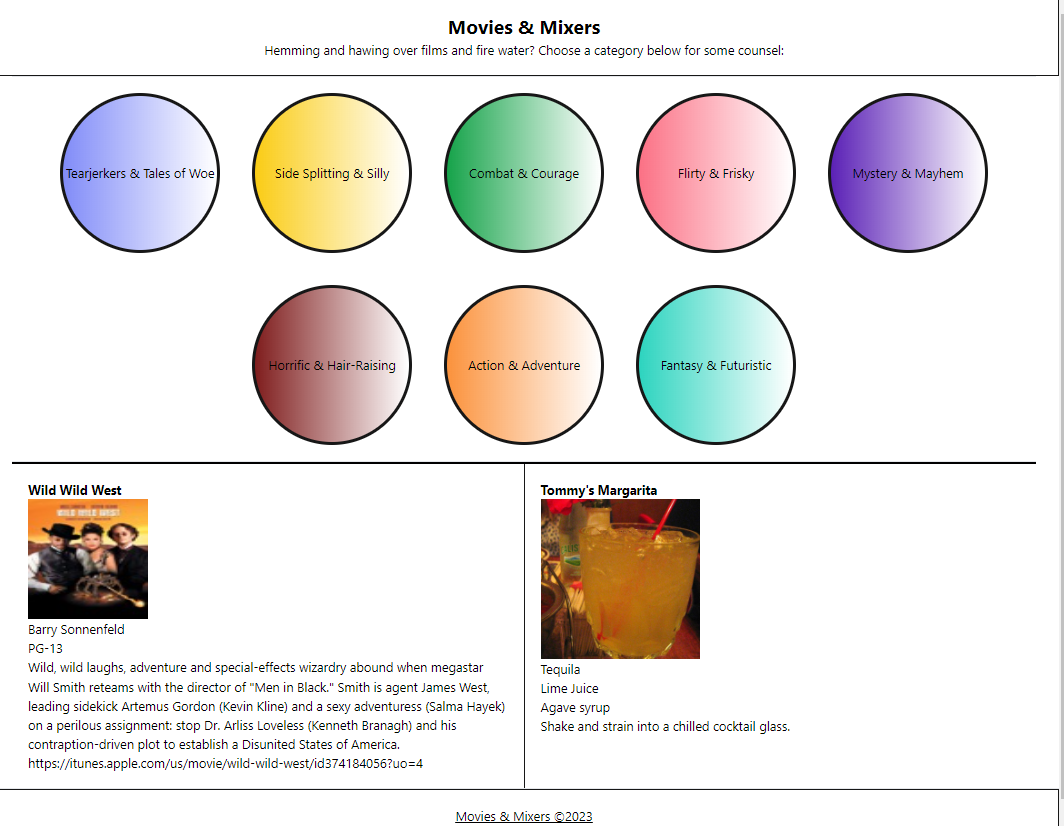 Movies & Mixers
Hemming and hawing over films and fire water? Choose a category below for some counsel:
Tearjerkers & Tales of Woe
Side Splitting & Silly
Combat & Courage
Flirty & Frisky
Mystery & Mayhem
Horrific & Hair-Raising
Action & Adventure
Fantasy & Futuristic
Wild Wild West
WILD WILD WEST
Barry Sonnenfeld
PG-13
Wild, wild laughs, adventure and special-effects wizardry abound when megastar
Will Smith reteams with the director of "Men in Black." Smith is agent James West,
leading sidekick Artemus Gordon (Kevin Kline) and a sexy adventuress (Salma Hayek)
on a perilous assignment: stop Dr. Arliss Loveless (Kenneth Branagh) and his
contraption-driven plot to establish a Disunited States of America.
https://itunes.apple.com/us/movie/wild-wild-west/id374184056?uo=4
Tommy's Margarita
Tequila
Lime Juice
Agave syrup
Shake and strain into a chilled cocktail glass.
Movies & Mixers ©2023